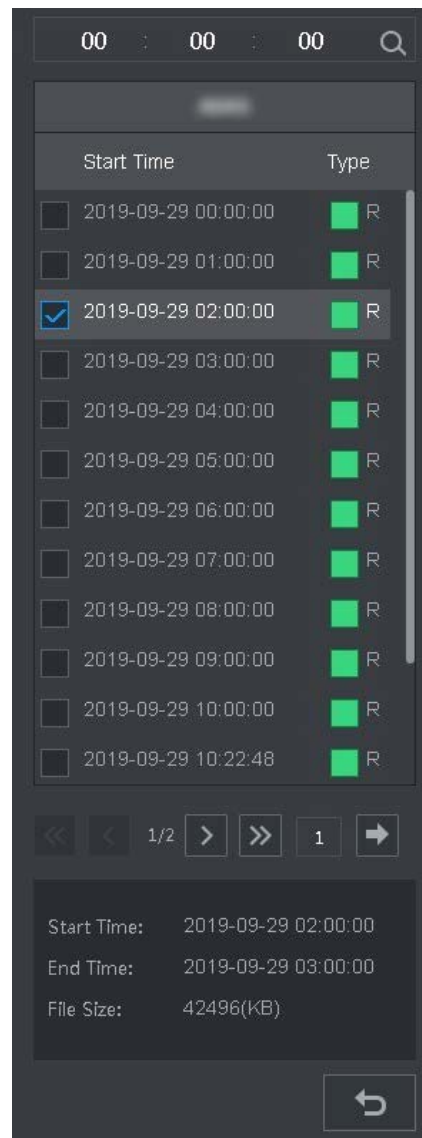 00 : 00 : 00
Start Time Type
2019-09-29 00:00:00 R
2019-09-29 01:00:00 R
2019-09-29 02:00:00 R
2019-09-29 03:00:00 R
2019-09-29 04:00:00 R
2019-09-29 05:00:00 R
2019-09-29 06:00:00 R
2019-09-29 07:00:00 R
2019-09-29 08:00:00 R
2019-09-29 09:00:00 R
2019-09-29 10:00:00 R
2019-09-29 10:22:48 R
1/2 1
Start Time: 2019-09-29 02:00:00
End Time: 2019-09-29 03:00:00
File Size: 42496(KB)